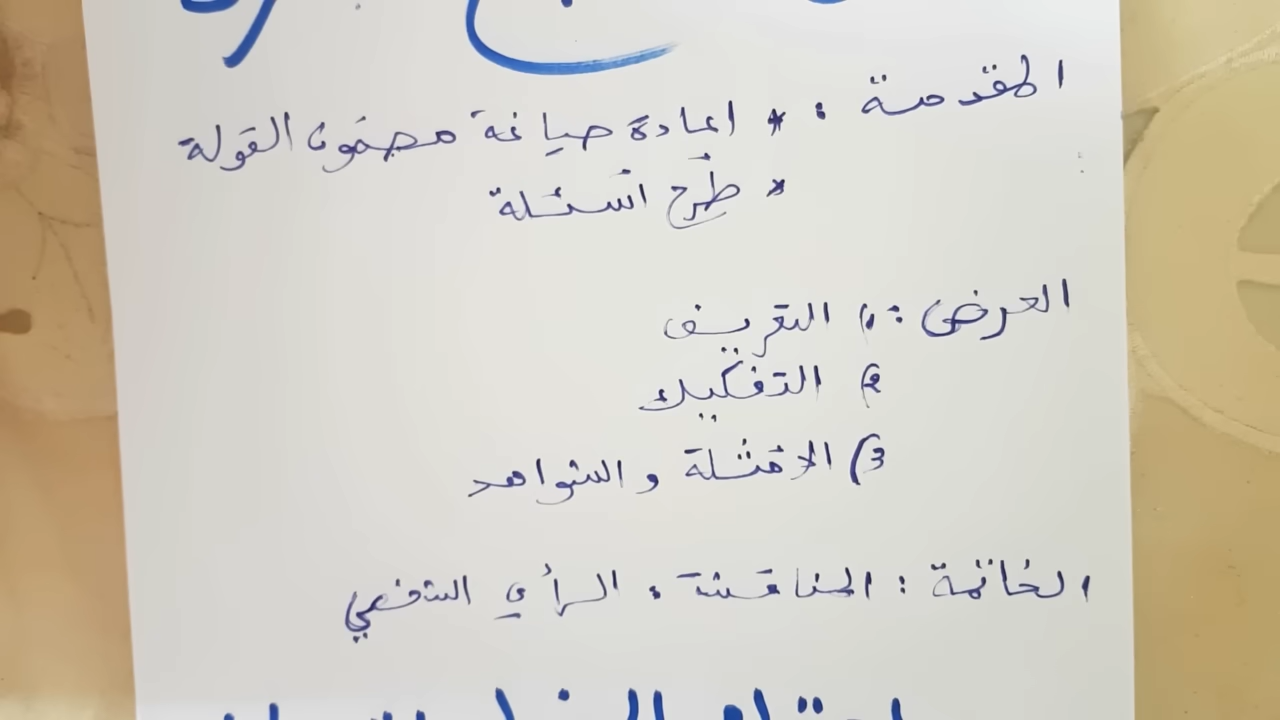 المقدمة : * اعادة صياغة مضمون القولة
* طرح اسئلة
العرض : 1) التعريف
2) التفكيك
3) الامثلة والشواهد
الخاتمة : المناقشة ، الرأي الشخصي